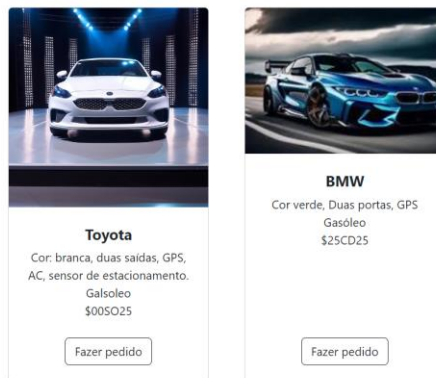 Toyota
Cor: branca, duas saídas, GPS,
AC, sensor de estacionamento.
Galsoleo
$00SO25
Fazer pedido
BMW
Cor verde, Duas portas, GPS
Gasóleo
$25CD25
Fazer pedido